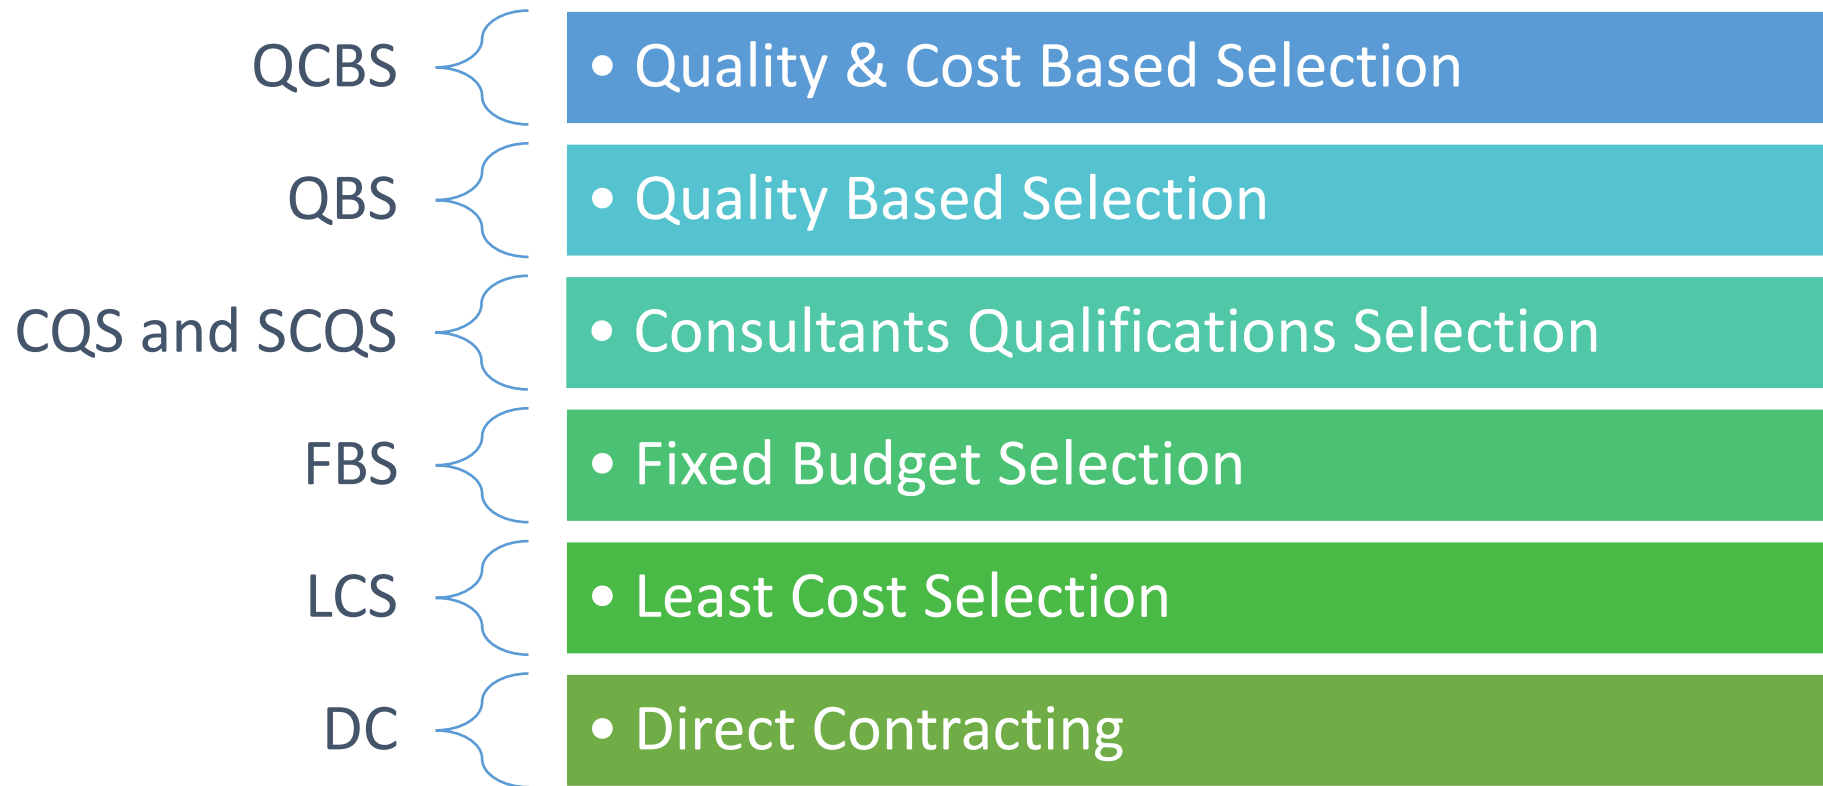 QCBS
• Quality & Cost Based Selection
QBS
• Quality Based Selection
CQS and SCQS
• Consultants Qualifications Selection
FBS
• Fixed Budget Selection
LCS
• Least Cost Selection
DC
• Direct Contracting